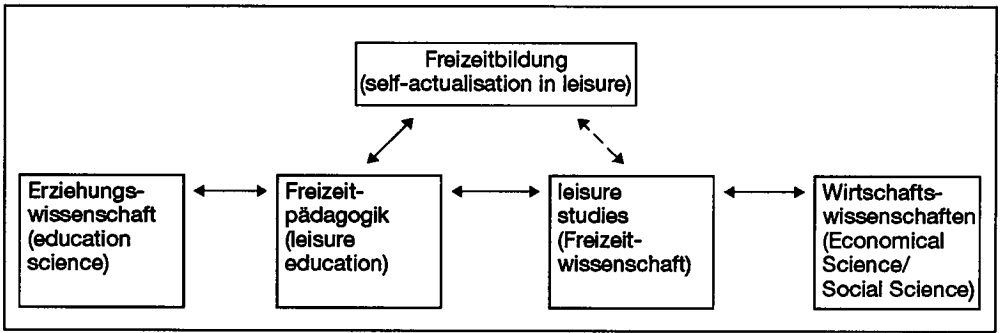 Freizeitbildung
(self-actualisation in leisure)
Erziehungs-
wissenschaft
(education
science)
Freizeit-
pädagogik
(leisure
education)
leisure
studies
(Freizeit-
wissenschaft)
Wirtschafts-
wissenschaften
(Economical
Science/
Social Science)